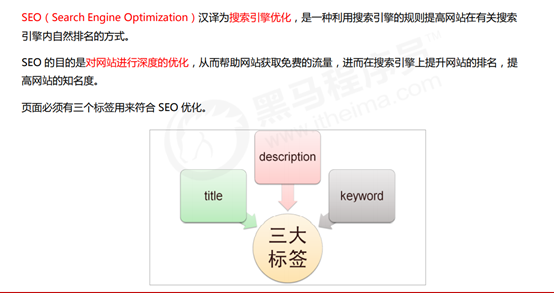 SEO（Search Engine Optimization）汉译为搜索引擎优化，是一种利用搜索引擎的规则提高网站在有关搜索
引擎内自然排名的方式。
SEO 的目的是对网站进行深度的优化，从而帮助网站获取免费的流量，进而在搜索引擎上提升网站的排名，提
高网站的知名度。
页面必须有三个标签用来符合 SEO 优化。
黑马程序员™
www.itheima.com
description
title
keyword
三大
标签